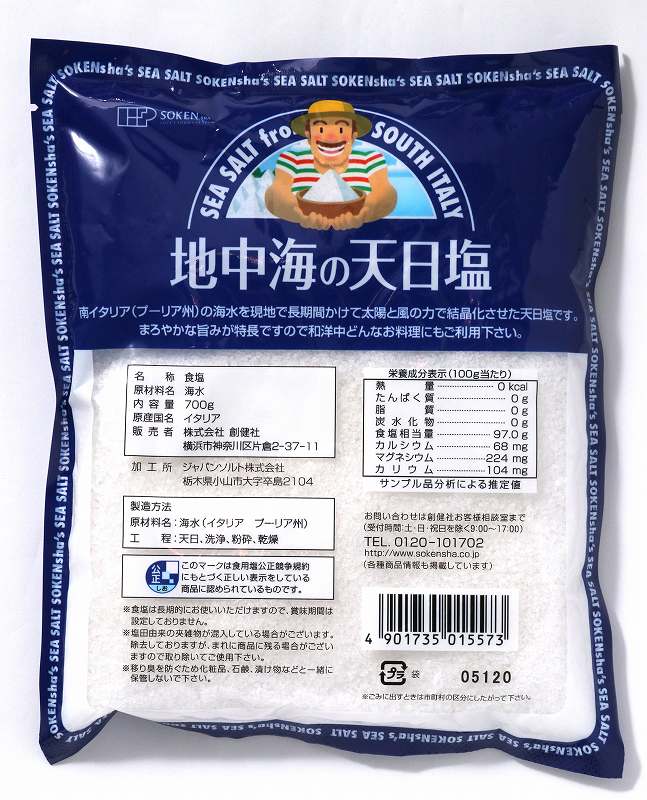 SOKENsha's SEA SALT SOKENsha's SEA SALT SOKENsha's SEA SALT SOKENsha's SEA SALT
SOKENsha
SEA SALT from SOUTH ITALY
地中海の天日塩
南イタリア(プーリア州)の海水を現地で長期間かけて太陽と風の力で結晶化させた天日塩です。
まろやかな旨みが特長ですので和洋中どんなお料理にもご利用下さい。
名 称 食塩
原材料名 海水
内容量 700g
原産国名 イタリア
販売者 株式会社 創健社
横浜市神奈川区片倉2-37-11
加工所 ジャパンソルト株式会社
栃木県小山市大字卒島2104
製造方法
原材料名:海水(イタリア プーリア州)
工 程:天日、洗浄、粉砕、乾燥
公正
しお
このマークは食用塩公正競争規約
にもとづく正しい表示をしている
商品に認められているものです。
※食塩は長期的にお使いいただけますので、賞味期間は
設定しておりません。
※塩田由来の夾雑物が混入している場合がございます。
除去しておりますが、まれに商品に残る場合がござい
ますので取り除いてご使用下さい。
※移り臭を防ぐため化粧品、石鹸、漬け物などと一緒に
保管しないで下さい。
栄養成分表示(100g当たり)
熱量 0 kcal
たんぱく質 0 g
脂質 0 g
炭水化物 0 g
食塩相当量 97.0 g
カルシウム 68 mg
マグネシウム 224 mg
カリウム 104 mg
サンプル品分析による推定値
お問い合わせは創健社お客様相談室まで
(受付時間:土・日・祝日を除く9:00~17:00)
TEL. 0120-101702
http://www.sokensha.co.jp
(各種商品情報も掲載しています)
4 901735 015573
プラ 袋 05120
※ごみに出すときは市町村の区分にしたがって下さい。